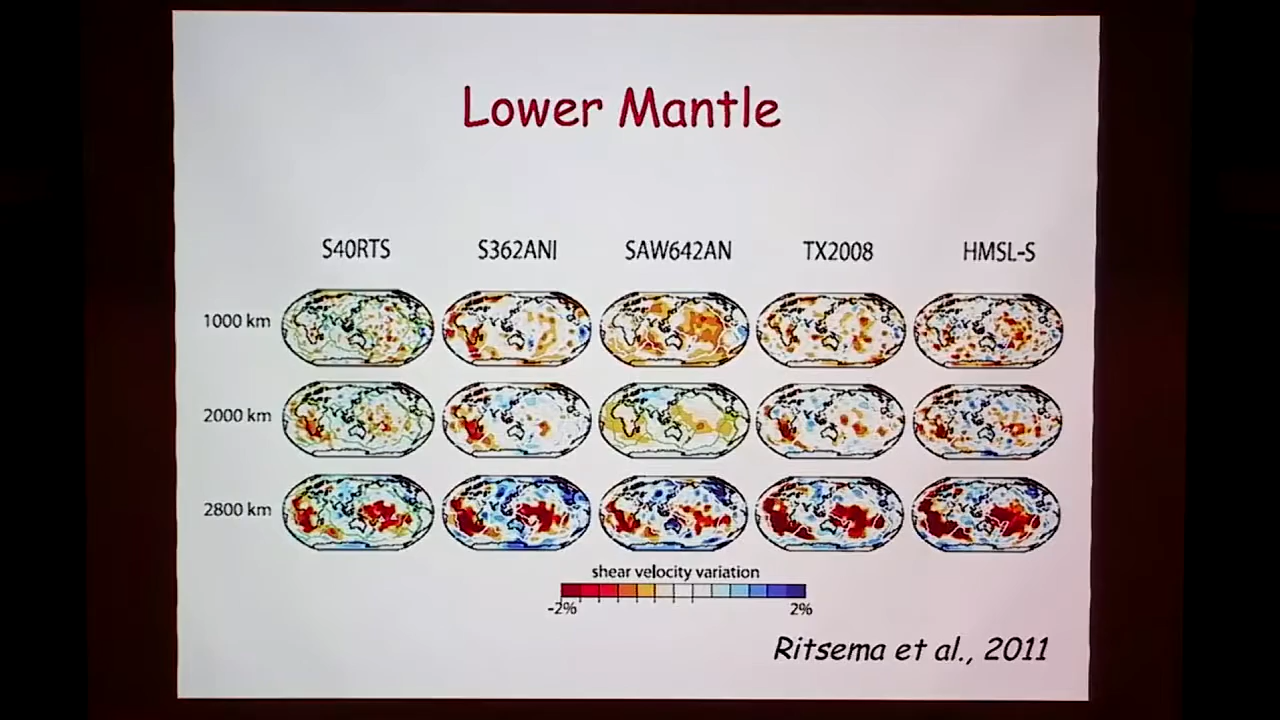 Lower Mantle
S40RTS S362ANI SAW642AN TX2008 HMSL-S
1000 km
2000 km
2800 km
shear velocity variation
-2% 2%
Ritsema et al., 2011